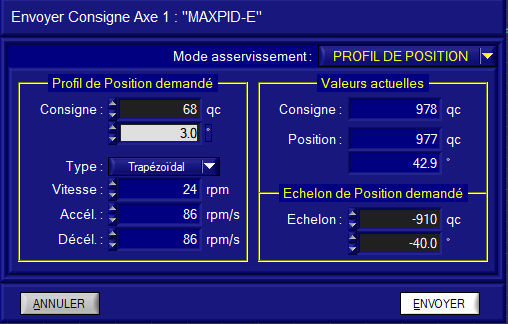 Envoyer Consigne Axe 1 : "MAXPID-E"
Mode asservissement : PROFIL DE POSITION
Profil de Position demandé
Consigne : 68 qc
3.0 °
Type : Trapézoïdal
Vitesse : 24 rpm
Accél. : 86 rpm/s
Décél. : 86 rpm/s
Valeurs actuelles
Consigne : 978 qc
Position : 977 qc
42.9 °
Echelon de Position demandé
Echelon : -910 qc
-40.0 °
ANNULER
ENVOYER